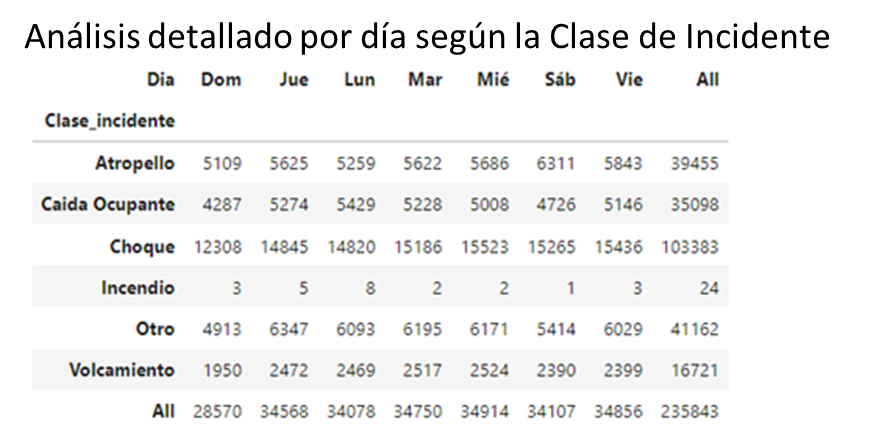 Análisis detallado por día según la Clase de Incidente
Dia Dom Jue Lun Mar Mié Sáb Vie All
Clase_incidente
Atropello 5109 5625 5259 5622 5686 6311 5843 39455
Caida Ocupante 4287 5274 5429 5228 5008 4726 5146 35098
Choque 12308 14845 14820 15186 15523 15265 15436 103383
Incendio 3 5 8 2 2 1 3 24
Otro 4913 6347 6093 6195 6171 5414 6029 41162
Volcamiento 1950 2472 2469 2517 2524 2390 2399 16721
All 28570 34568 34078 34750 34914 34107 34856 235843